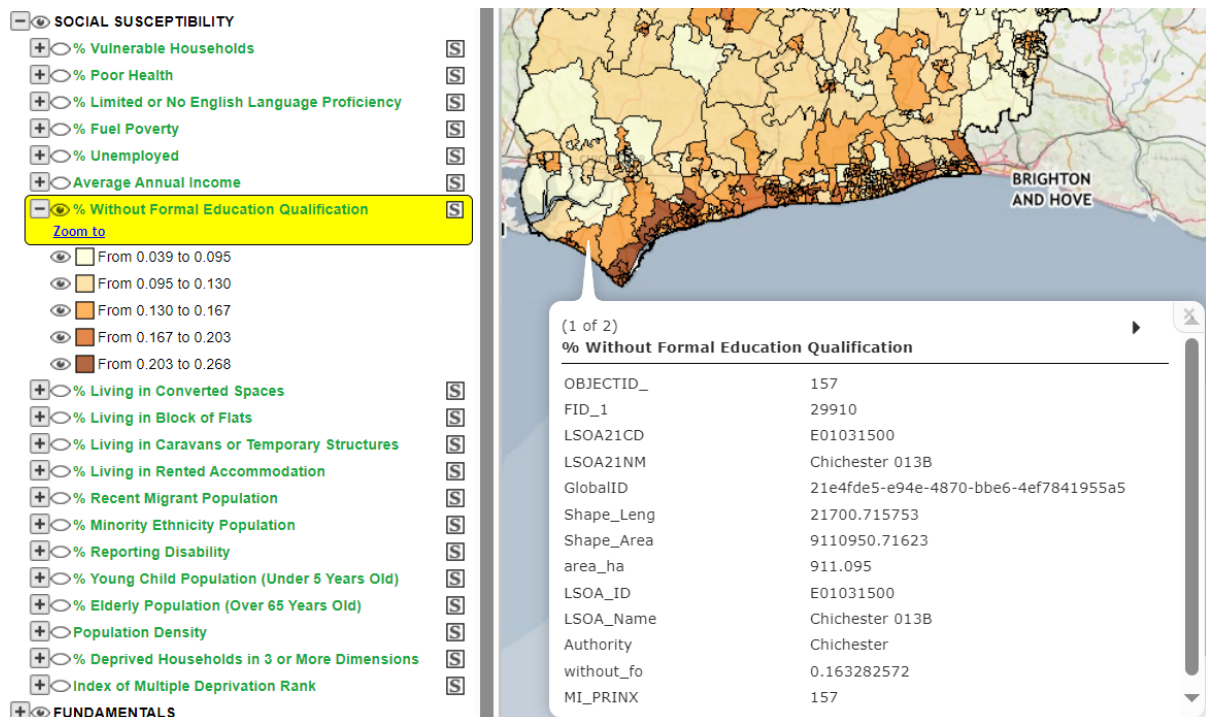 SOCIAL SUSCEPTIBILITY
% Vulnerable Households S
% Poor Health S
% Limited or No English Language Proficiency S
% Fuel Poverty S
% Unemployed S
Average Annual Income S
% Without Formal Education Qualification S
Zoom to
From 0.039 to 0.095
From 0.095 to 0.130
From 0.130 to 0.167
From 0.167 to 0.203
From 0.203 to 0.268
% Living in Converted Spaces S
% Living in Block of Flats S
% Living in Caravans or Temporary Structures S
% Living in Rented Accommodation S
% Recent Migrant Population S
% Minority Ethnicity Population S
% Reporting Disability S
% Young Child Population (Under 5 Years Old) S
% Elderly Population (Over 65 Years Old) S
Population Density S
% Deprived Households in 3 or More Dimensions S
Index of Multiple Deprivation Rank S
FUNDAMENTALS
BRIGHTON
AND HOVE
(1 of 2)
% Without Formal Education Qualification
OBJECTID_ 157
FID_1 29910
LSOA21CD E01031500
LSOA21NM Chichester 013B
GlobalID 21e4fde5-e94e-4870-bbe6-4ef7841955a5
Shape_Leng 21700.715753
Shape_Area 9110950.71623
area_ha 911.095
LSOA_ID E01031500
LSOA_Name Chichester 013B
Authority Chichester
without_fo 0.163282572
MI_PRINX 157